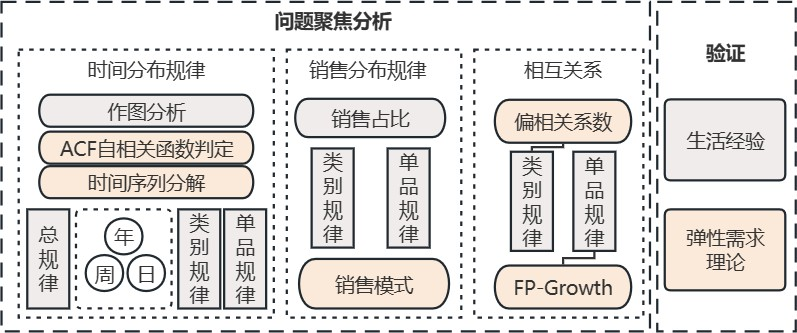 问题聚焦分析
时间分布规律
作图分析
ACF自相关函数判定
时间序列分解
总规律
年
周
日
类别规律
单品规律
销售分布规律
销售占比
类别规律
单品规律
销售模式
相互关系
偏相关系数
类别规律
单品规律
FP-Growth
验证
生活经验
弹性需求
理论